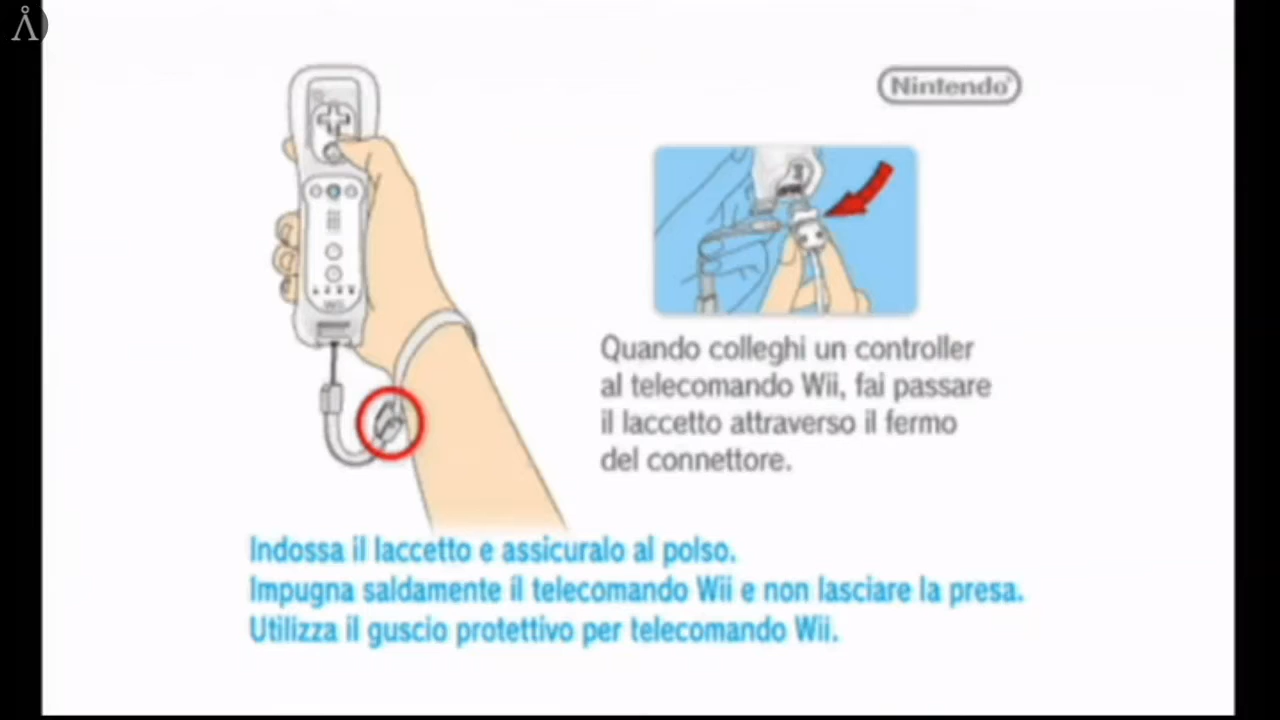 Å
Nintendo
Quando colleghi un controller
al telecomando Wii, fai passare
il laccetto attraverso il fermo
del connettore.
Wii
Indossa il laccetto e assicuralo al polso.
Impugna saldamente il telecomando Wii e non lasciare la presa.
Utilizza il guscio protettivo per telecomando Wii.